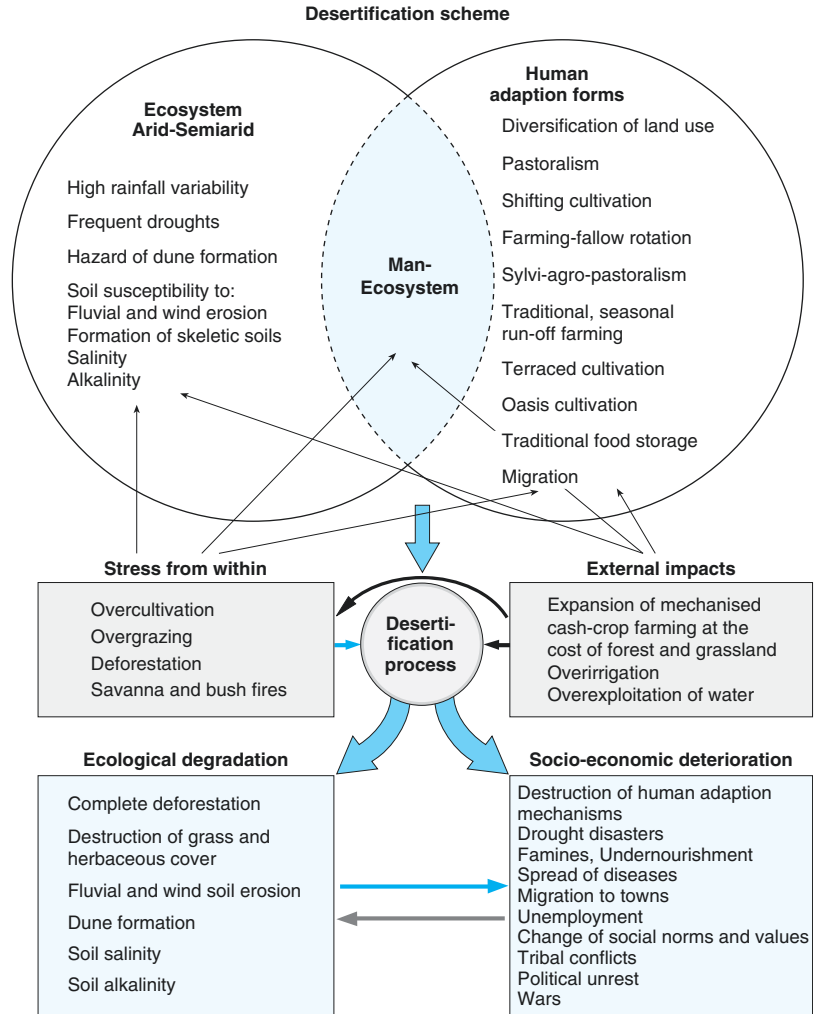 Desertification scheme
Ecosystem
Arid-Semiarid
High rainfall variability
Frequent droughts
Hazard of dune formation
Soil susceptibility to:
Fluvial and wind erosion
Formation of skeletic soils
Salinity
Alkalinity
Man-
Ecosystem
Human
adaption forms
Diversification of land use
Pastoralism
Shifting cultivation
Farming-fallow rotation
Sylvi-agro-pastoralism
Traditional, seasonal
run-off farming
Terraced cultivation
Oasis cultivation
Traditional food storage
Migration
Stress from within
Overcultivation
Overgrazing
Deforestation
Savanna and bush fires
Deserti-
fication
process
External impacts
Expansion of mechanised
cash-crop farming at the
cost of forest and grassland
Overirrigation
Overexploitation of water
Ecological degradation
Complete deforestation
Destruction of grass and
herbaceous cover
Fluvial and wind soil erosion
Dune formation
Soil salinity
Soil alkalinity
Socio-economic deterioration
Destruction of human adaption
mechanisms
Drought disasters
Famines, Undernourishment
Spread of diseases
Migration to towns
Unemployment
Change of social norms and values
Tribal conflicts
Political unrest
Wars